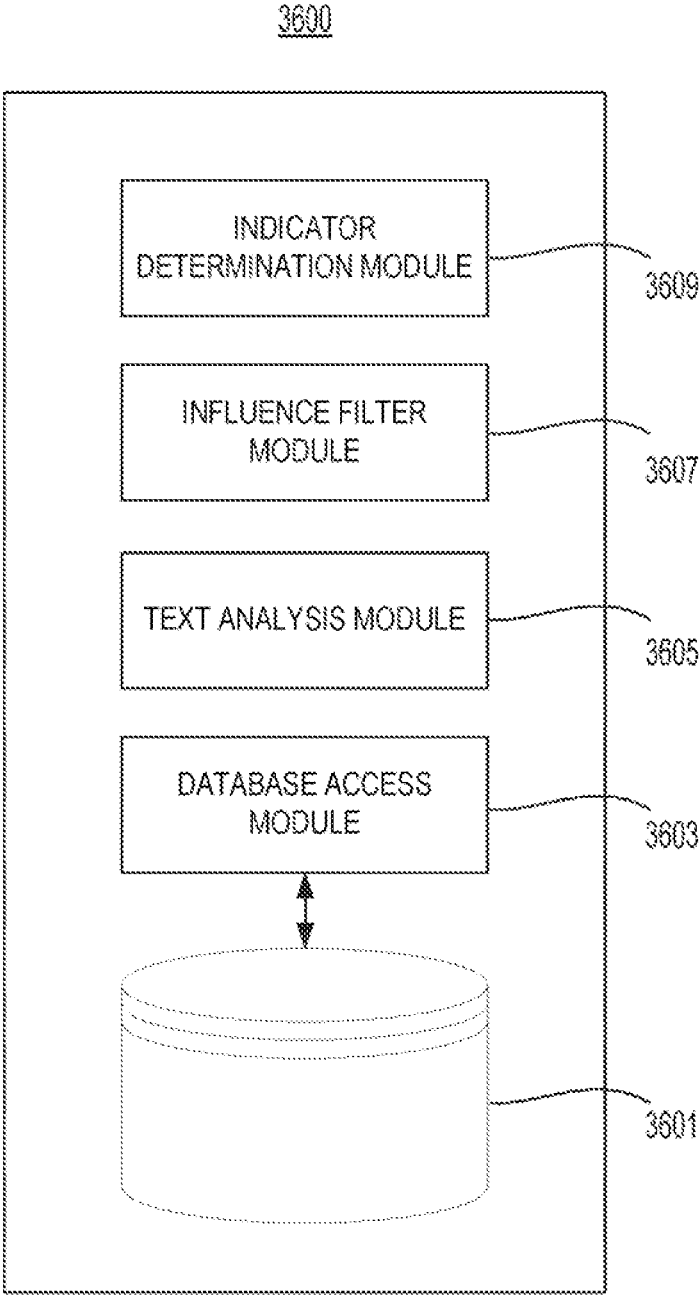 3600
INDICATOR
DETERMINATION MODULE
3609
INFLUENCE FILTER
MODULE
3607
TEXT ANALYSIS MODULE
3605
DATABASE ACCESS
MODULE
3603
3601